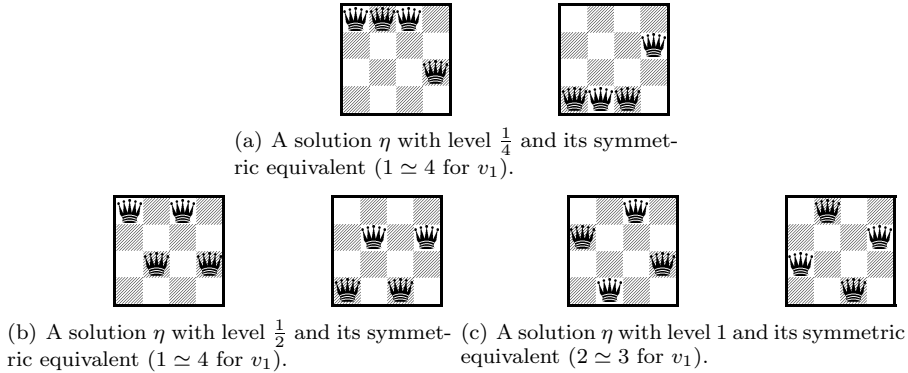 (a) A solution η with level 1/4 and its symmet-
ric equivalent (1 ≃ 4 for v₁).
(b) A solution η with level 1/2 and its symmet-
ric equivalent (1 ≃ 4 for v₁).
(c) A solution η with level 1 and its symmetric
equivalent (2 ≃ 3 for v₁).